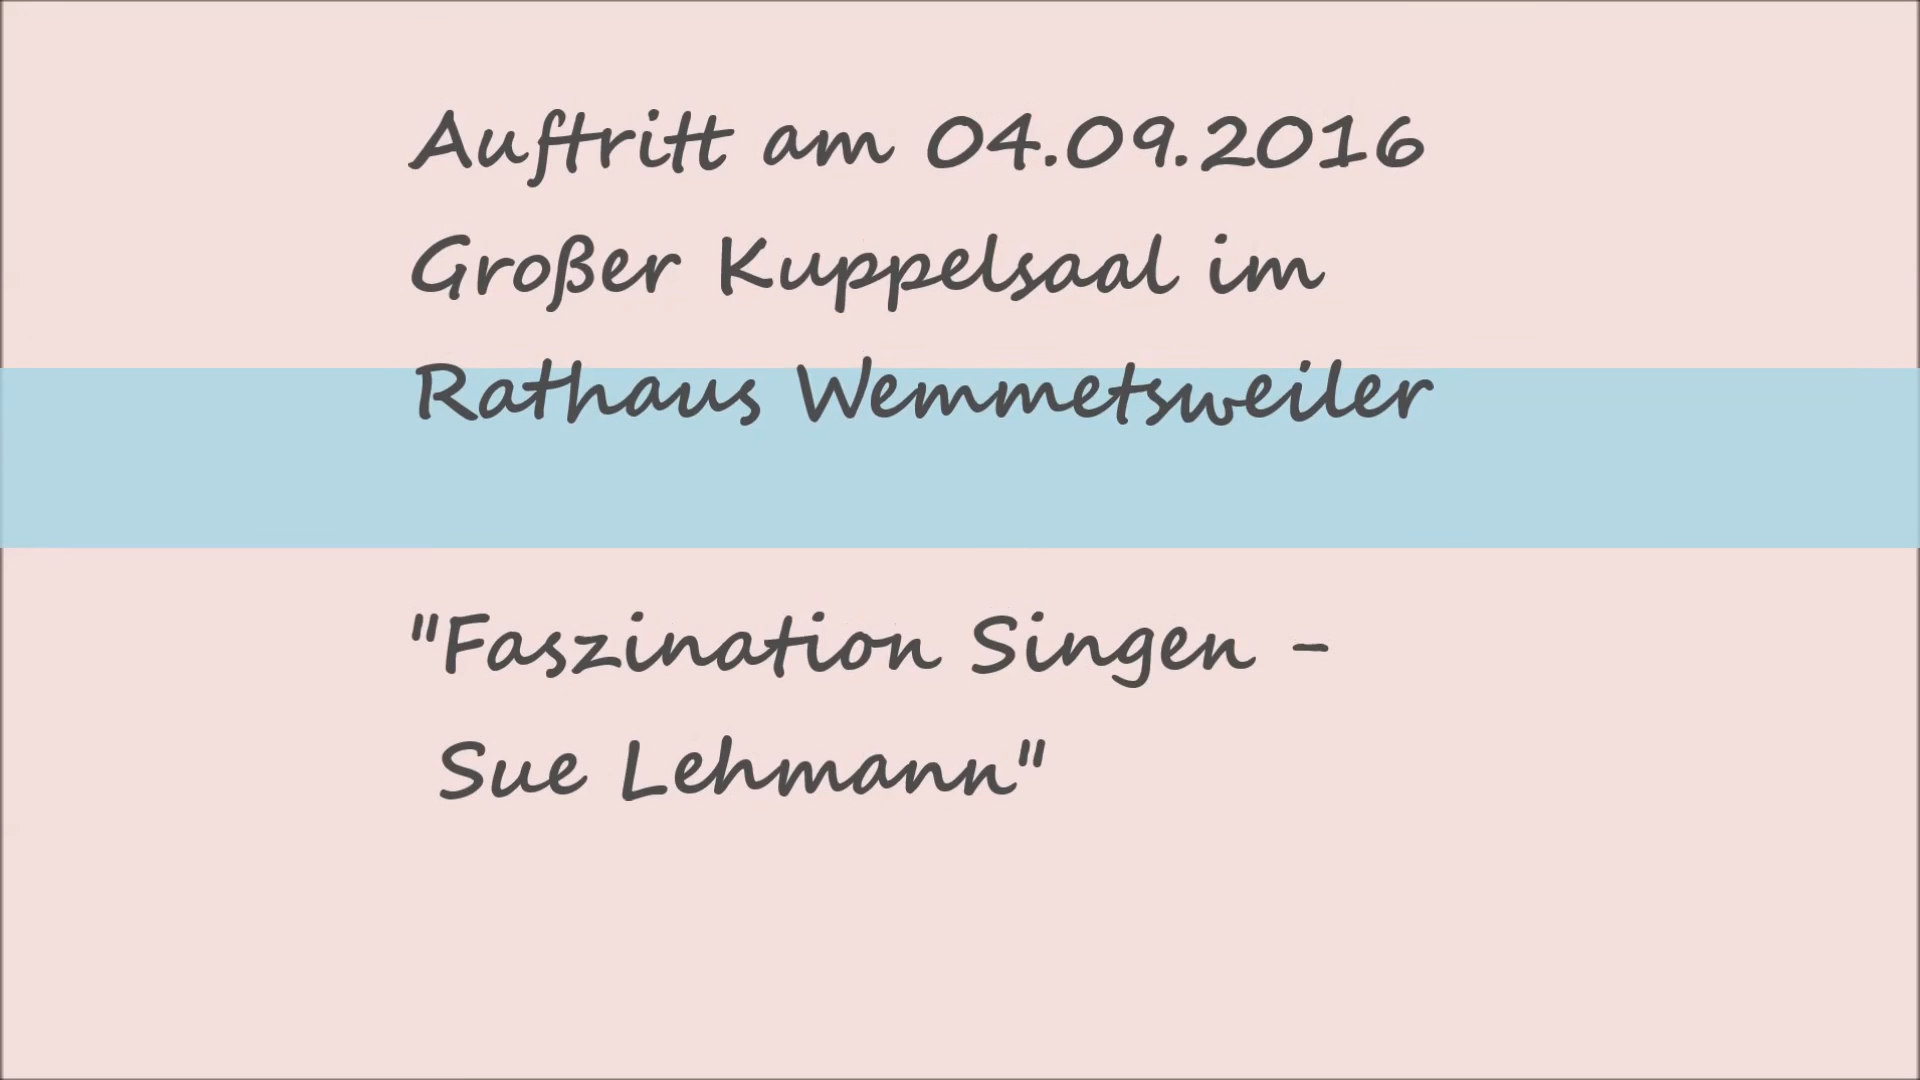 Auftritt am 04.09.2016
Großer Kuppelsaal im
Rathaus Wemmetsweiler
"Faszination Singen -
Sue Lehmann"